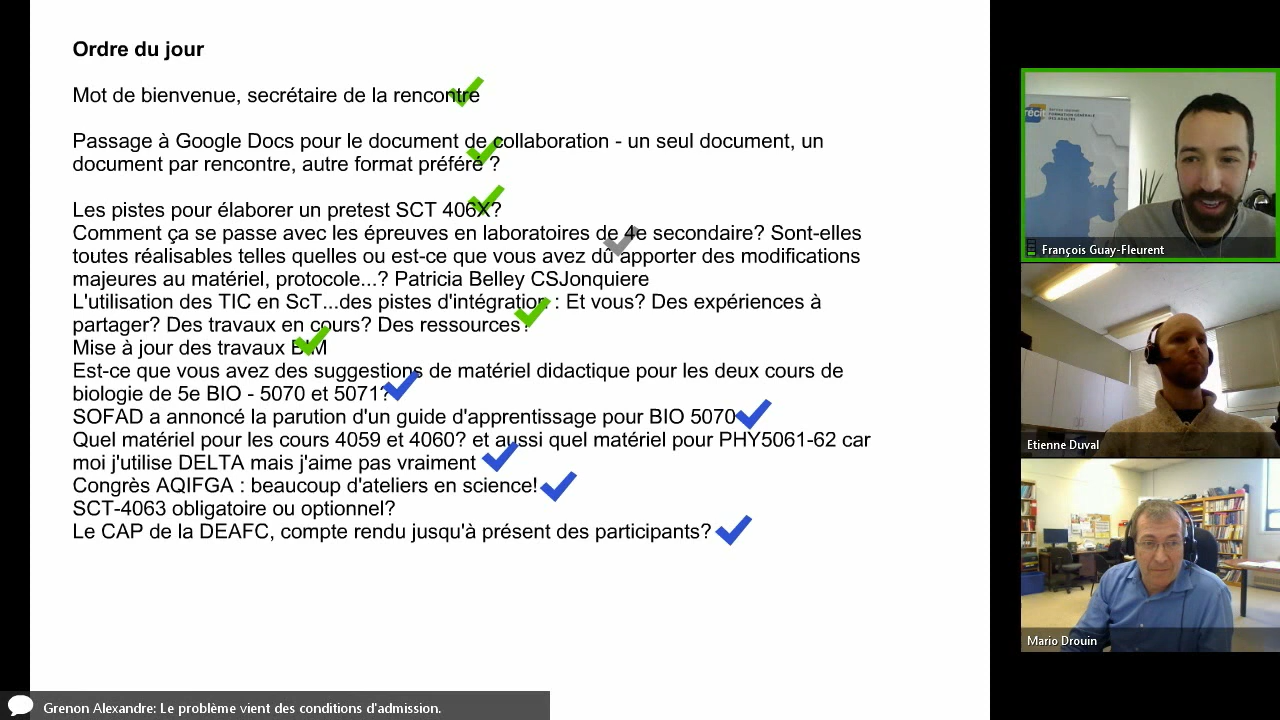 Ordre du jour
Mot de bienvenue, secrétaire de la rencontre
Passage à Google Docs pour le document de collaboration - un seul document, un
document par rencontre, autre format préféré ?
Les pistes pour élaborer un pretest SCT 406X?
Comment ça se passe avec les épreuves en laboratoires de 4e secondaire? Sont-elles
toutes réalisables telles quelles ou est-ce que vous avez dû apporter des modifications
majeures au matériel, protocole...? Patricia Belley CSJonquiere
L'utilisation des TIC en ScT...des pistes d'intégration : Et vous? Des expériences à
partager? Des travaux en cours? Des ressources?
Mise à jour des travaux BIM
Est-ce que vous avez des suggestions de matériel didactique pour les deux cours de
biologie de 5e BIO - 5070 et 5071?
SOFAD a annoncé la parution d'un guide d'apprentissage pour BIO 5070
Quel matériel pour les cours 4059 et 4060? et aussi quel matériel pour PHY5061-62 car
moi j'utilise DELTA mais j'aime pas vraiment
Congrès AQIFGA : beaucoup d'ateliers en science!
SCT-4063 obligatoire ou optionnel?
Le CAP de la DEAFC, compte rendu jusqu'à présent des participants?
récit
FORMATION GÉNÉRALE
DES ADULTES
François Guay-Fleurent
Etienne Duval
Mario Drouin
Grenon Alexandre: Le problème vient des conditions d'admission.